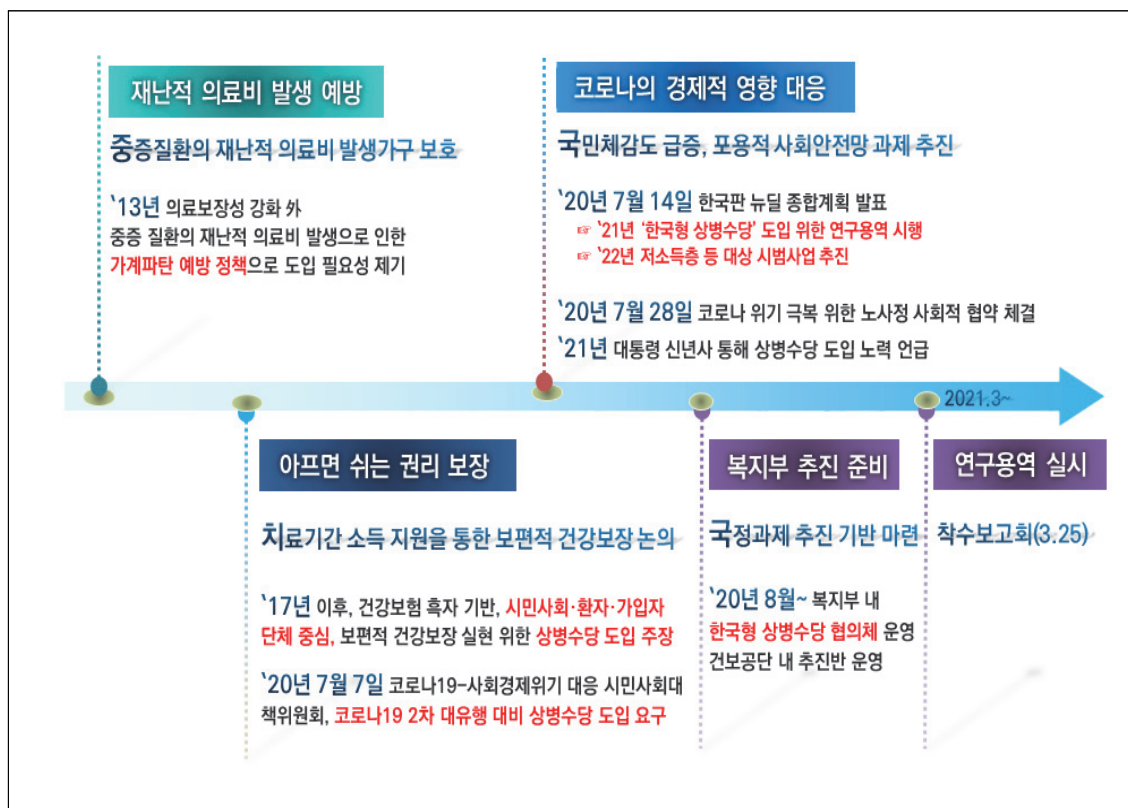 재난적 의료비 발생 예방
중증질환의 재난적 의료비 발생가구 보호
‘13년 의료보장성 강화 外
중증 질환의 재난적 의료비 발생으로 인한
가계파탄 예방 정책으로 도입 필요성 제기
코로나의 경제적 영향 대응
국민체감도 급증, 포용적 사회안전망 과제 추진
‘20년 7월 14일 한국판 뉴딜 종합계획 발표
☞ ‘21년 ‘한국형 상병수당’ 도입 위한 연구용역 시행
☞ ‘22년 저소득층 등 대상 시범사업 추진
‘20년 7월 28일 코로나 위기 극복 위한 노사정 사회적 협약 체결
‘21년 대통령 신년사 통해 상병수당 도입 노력 언급
2021.3~
아프면 쉬는 권리 보장
치료기간 소득 지원을 통한 보편적 건강보장 논의
‘17년 이후, 건강보험 흑자 기반, 시민사회·환자·가입자
단체 중심, 보편적 건강보장 실현 위한 상병수당 도입 주장
‘20년 7월 7일 코로나19-사회경제위기 대응 시민사회대
책위원회, 코로나19 2차 대유행 대비 상병수당 도입 요구
복지부 추진 준비
국정과제 추진 기반 마련
‘20년 8월~ 복지부 내
한국형 상병수당 협의체 운영
건보공단 내 추진반 운영
연구용역 실시
착수보고회(3.25)